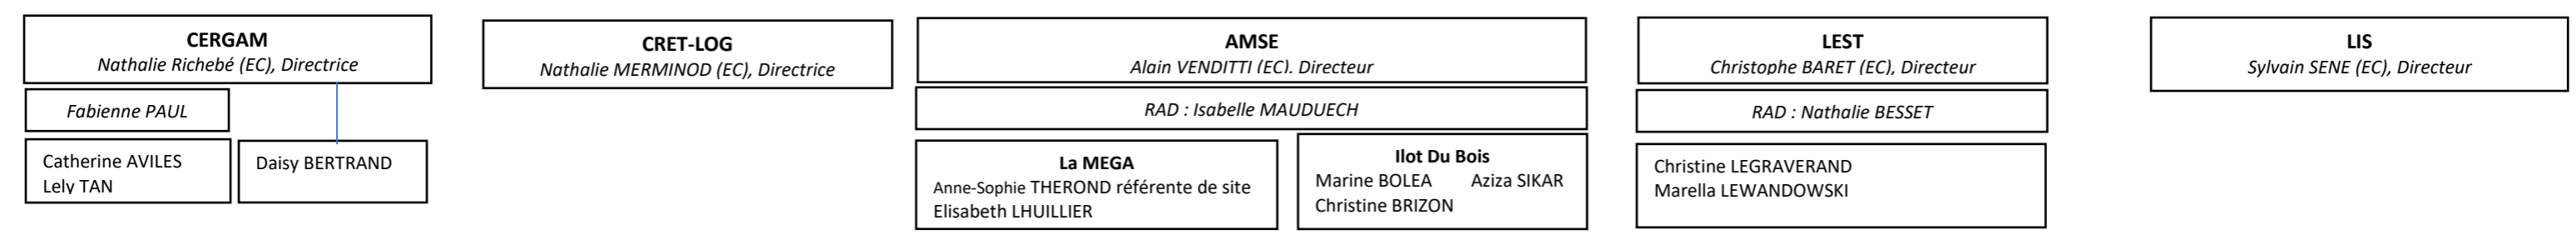 CERGAM
Nathalie Richebé (EC), Directrice
Fabienne PAUL
Catherine AVILES
Lely TAN
Daisy BERTRAND
CRET-LOG
Nathalie MERMINOD (EC), Directrice
AMSE
Alain VENDITTI (EC). Directeur
RAD : Isabelle MAUDUECH
La MEGA
Anne-Sophie THEROND référente de site
Elisabeth LHUILLIER
Ilot Du Bois
Marine BOLEA Aziza SIKAR
Christine BRIZON
LEST
Christophe BARET (EC), Directeur
RAD : Nathalie BESSET
Christine LEGRAVERAND
Marella LEWANDOWSKI
LIS
Sylvain SENE (EC), Directeur